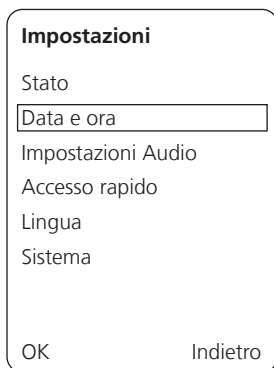 Impostazioni
Stato
Data e ora
Impostazioni Audio
Accesso rapido
Lingua
Sistema
OK Indietro